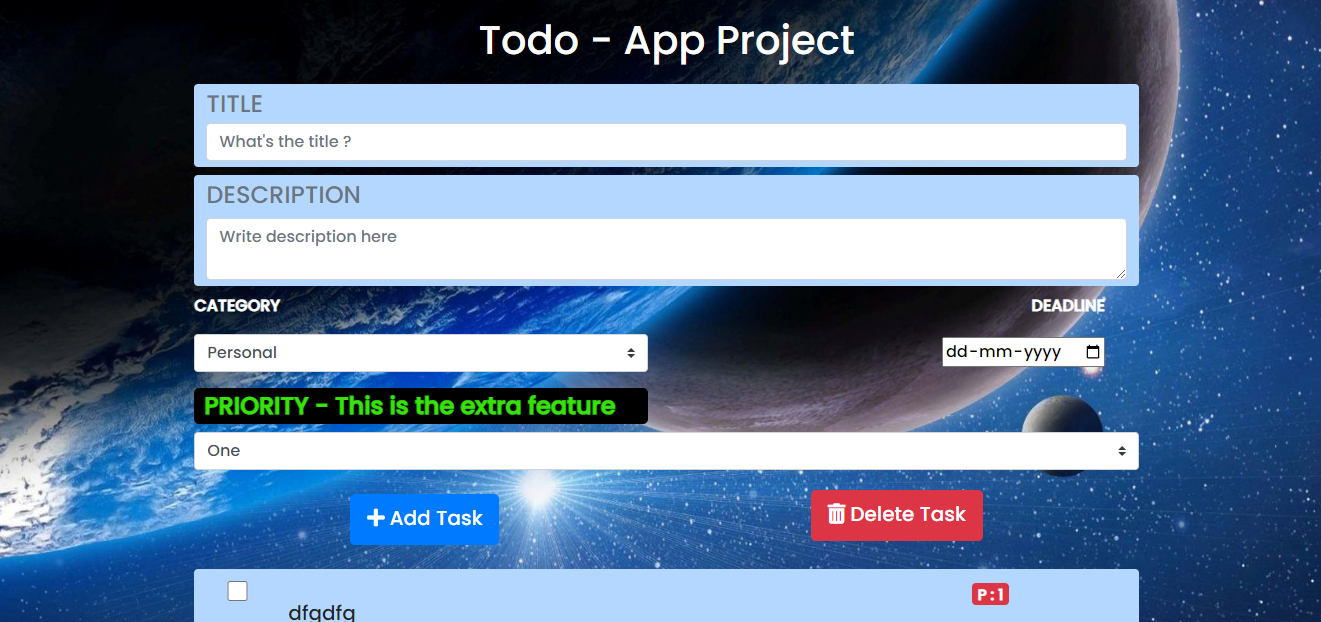 Todo - App Project
TITLE
What's the title ?
DESCRIPTION
Write description here
CATEGORY DEADLINE
Personal dd-mm-yyyy
PRIORITY - This is the extra feature
One
Add Task Delete Task
P:1
dfgdfg